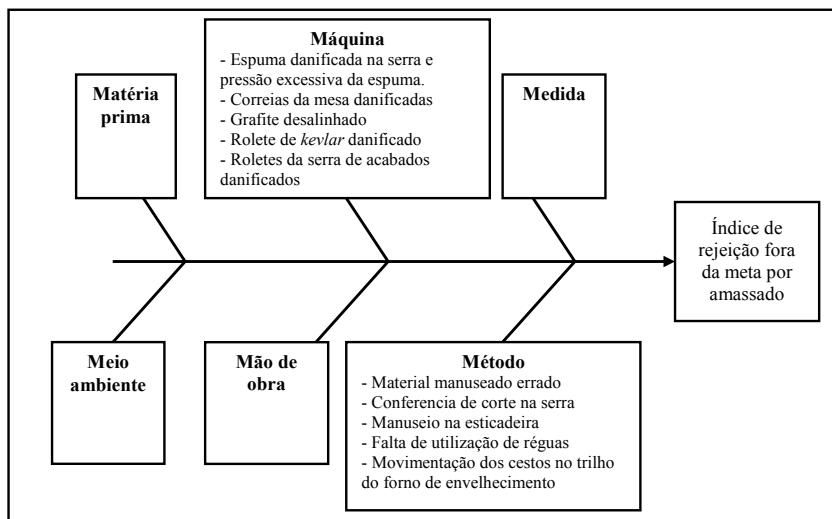 Máquina
- Espuma danificada na serra e
pressão excessiva da espuma.
- Correias da mesa danificadas
- Grafite desalinhado
- Rolete de kevlar danificado
- Roletes da serra de acabados
danificados
Matéria
prima
Medida
Índice de
rejeição fora
da meta por
amassado
Meio
ambiente
Mão de
obra
Método
- Material manuseado errado
- Conferencia de corte na serra
- Manuseio na esticadeira
- Falta de utilização de réguas
- Movimentação dos cestos no trilho
do forno de envelhecimento